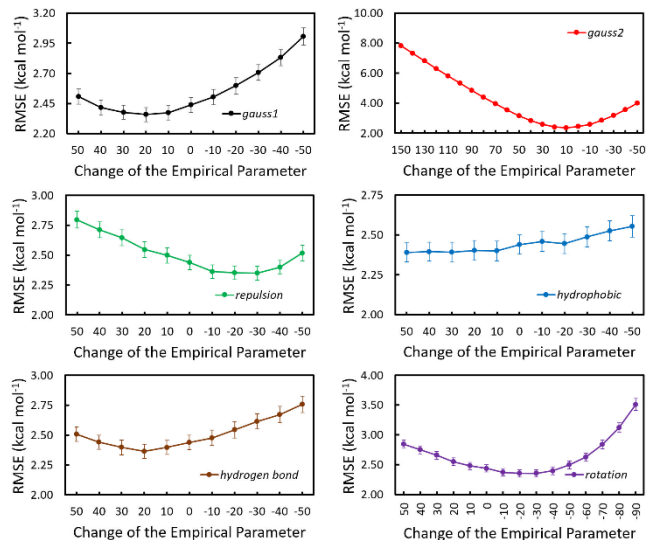 3.20
2.95
2.70
2.45
2.20
RMSE (kcal mol⁻¹)
gauss1
50 40 30 20 10 0 -10 -20 -30 -40 -50
Change of the Empirical Parameter
10.00
8.00
6.00
4.00
2.00
RMSE (kcal mol⁻¹)
gauss2
150 130 110 90 70 50 30 10 -10 -30 -50
Change of the Empirical Parameter
3.00
2.75
2.50
2.25
2.00
RMSE (kcal mol⁻¹)
repulsion
50 40 30 20 10 0 -10 -20 -30 -40 -50
Change of the Empirical Parameter
2.75
2.50
2.25
2.00
RMSE (kcal mol⁻¹)
hydrophobic
50 40 30 20 10 0 -10 -20 -30 -40 -50
Change of the Empirical Parameter
3.00
2.75
2.50
2.25
2.00
RMSE (kcal mol⁻¹)
hydrogen bond
50 40 30 20 10 0 -10 -20 -30 -40 -50
Change of the Empirical Parameter
4.00
3.50
3.00
2.50
2.00
RMSE (kcal mol⁻¹)
rotation
50 40 30 20 10 0 -10 -20 -30 -40 -50 -60 -70 -80 -90
Change of the Empirical Parameter